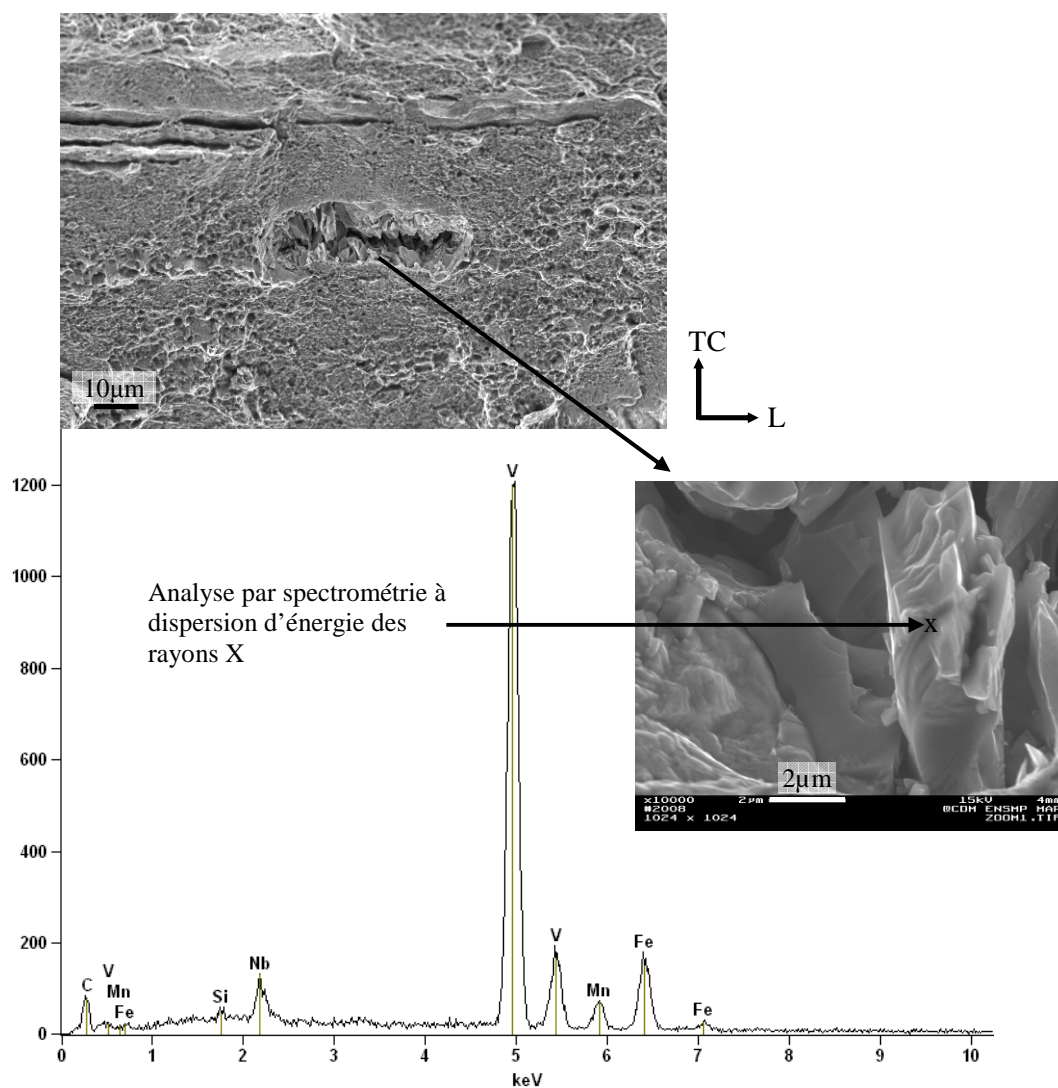 10µm
TC
L
Analyse par spectrométrie à
dispersion d'énergie des
rayons X
x
2µm
x10000 2µm 15kV 4mm
#2008 @CDM ENSMP MAP
1024 x 1024 ZOOM1.TIF
1200
1000
800
600
400
200
0
V
C
V
Mn
Fe
Si
Nb
V
Mn
Fe
Fe
0 1 2 3 4 5 6 7 8 9 10
keV